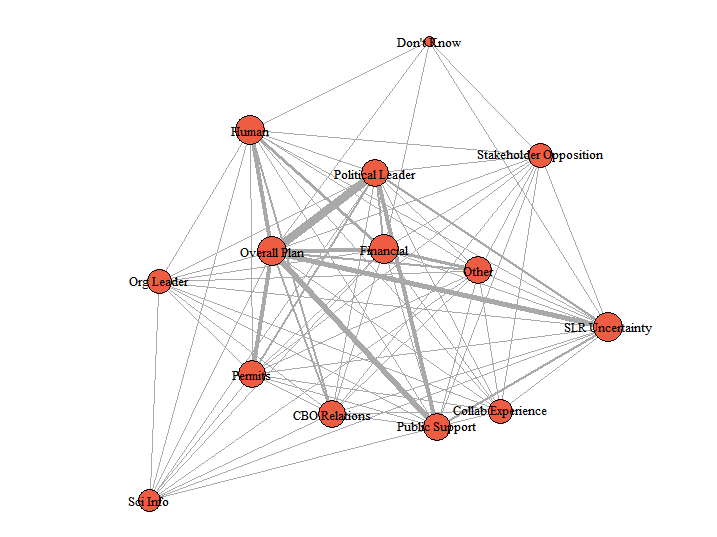 Don't Know
Human
Stakeholder Opposition
Political Leader
Overall Plan
Financial
Other
Org Leader
SLR Uncertainty
Permits
CBO Relations
Collab Experience
Public Support
Sci Info